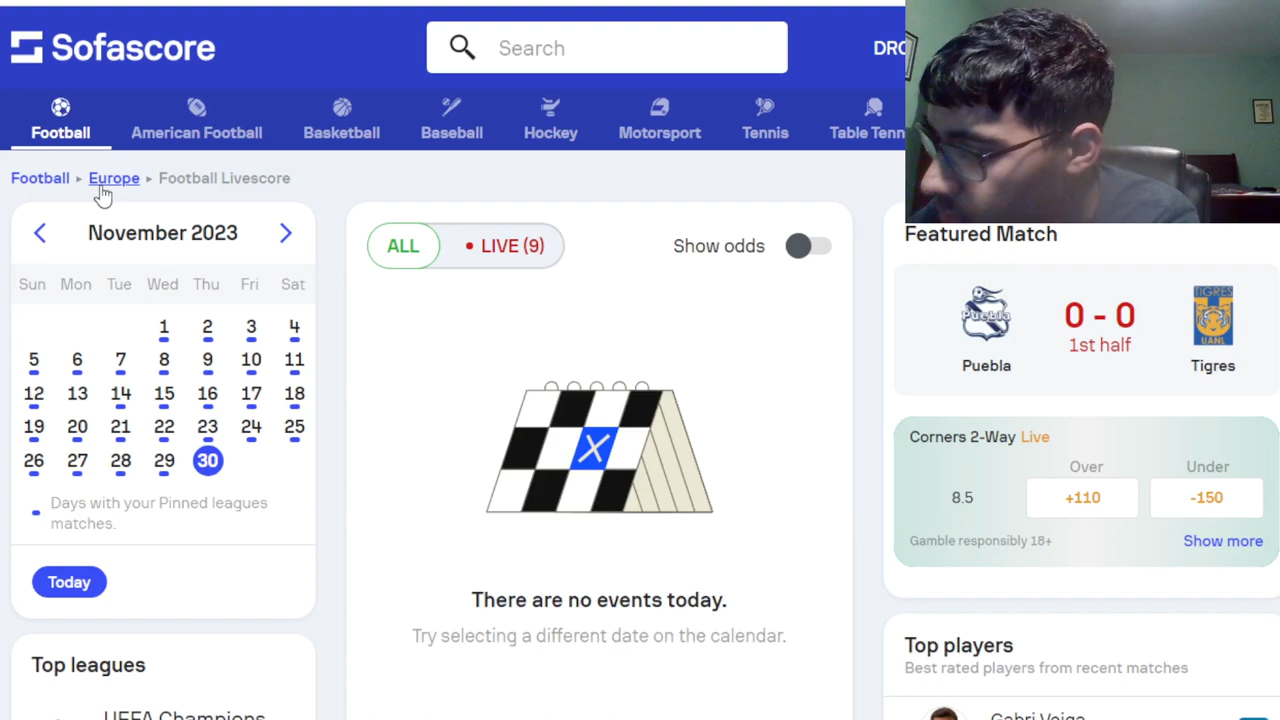 Sofascore
Search
DRO
Football
American Football
Basketball
Baseball
Hockey
Motorsport
Tennis
Table Tenn
Football ▸ Europe ▸ Football Livescore
November 2023
Sun Mon Tue Wed Thu Fri Sat
1 2 3 4
5 6 7 8 9 10 11
12 13 14 15 16 17 18
19 20 21 22 23 24 25
26 27 28 29 30
Days with your Pinned leagues
matches.
Today
Top leagues
UEFA Champions
ALL
LIVE (9)
Show odds
There are no events today.
Try selecting a different date on the calendar.
Featured Match
Puebla
0 - 0
1st half
Puebla
TIGRES
UANL
Tigres
Corners 2-Way Live
Over Under
8.5 +110 -150
Gamble responsibly 18+
Show more
Top players
Best rated players from recent matches
Gabri Veiga